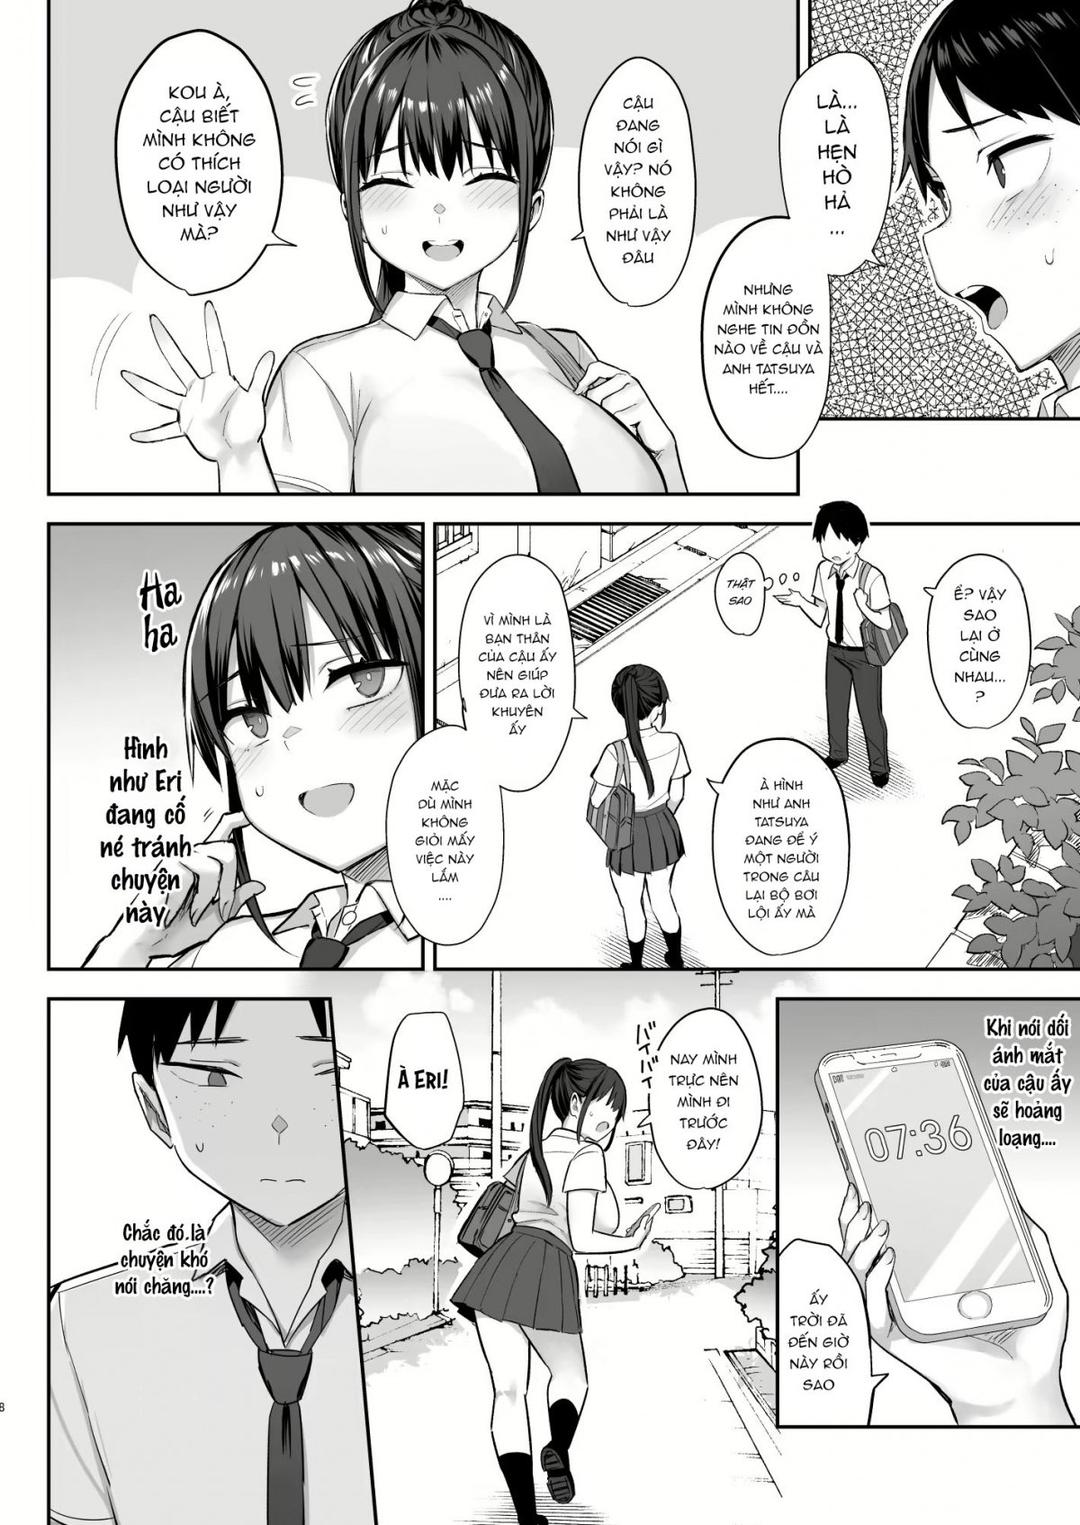 LÀ...
LÀ
HẸN
HÒ
HẢ
...
NHƯNG
MÌNH KHÔNG
NGHE TIN ĐỒN
NÀO VỀ CẬU VÀ
ANH TATSUYA
HẾT....
CẬU
ĐANG
NÓI GÌ
VẬY? NÓ
KHÔNG
PHẢI LÀ
NHƯ VẬY
ĐÂU
KOU À,
CẬU BIẾT
MÌNH KHÔNG
CÓ THÍCH
LOẠI NGƯỜI
NHƯ VẬY
MÀ?
Ể? VẬY
SAO
LẠI Ở
CÙNG
NHAU...
?
THẬT
SAO
À HÌNH
NHƯ ANH
TATSUYA
ĐANG ĐỂ Ý
MỘT NGƯỜI
TRONG CÂU
LẠI BỘ BƠI
LỘI ẤY MÀ
VÌ MÌNH LÀ
BẠN THÂN
CỦA CẬU ẤY
NÊN GIÚP
ĐƯA RA LỜI
KHUYÊN
ẤY
MẶC
DÙ MÌNH
KHÔNG
GIỎI MẤY
VIỆC NÀY
LẮM
....
Ha
ha
Hình
như Eri
đang cố
né tránh
chuyện
này
Khi nói dối
ánh mắt
của cậu ấy
sẽ hoảng
loạng....
07:36
ẤY
TRỜI ĐÃ
ĐẾN GIỜ
NÀY RỒI
SAO
NAY MÌNH
TRỰC NÊN
MÌNH ĐI
TRƯỚC
ĐÂY!
バイバイ
À ERI!
Chắc đó là
chuyện khó
nói chăng....?
8